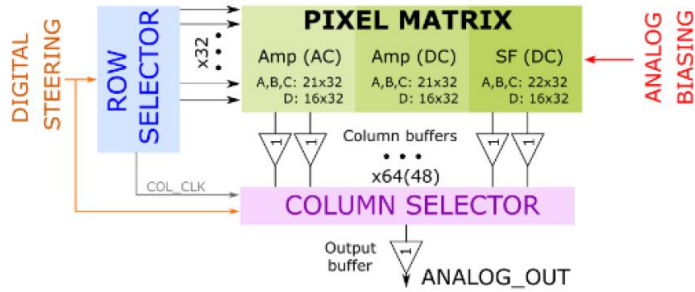 DIGITAL
STEERING
ROW
SELECTOR
x32
PIXEL MATRIX
Amp (AC)
A,B,C: 21x32
D: 16x32
Amp (DC)
A,B,C: 21x32
D: 16x32
SF (DC)
A,B,C: 22x32
D: 16x32
ANALOG
BIASING
1
1
Column buffers
x64(48)
1
1
COL_CLK
COLUMN SELECTOR
Output
buffer
1
ANALOG_OUT